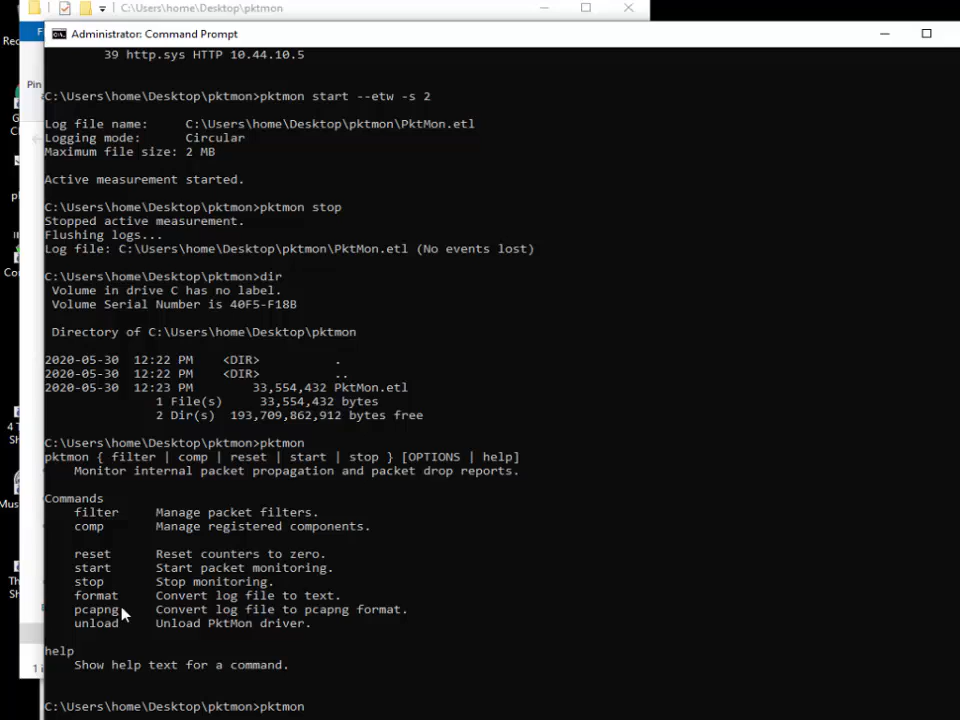 C:\Users\home\Desktop\pktmon
Administrator: Command Prompt
39 http.sys HTTP 10.44.10.5
C:\Users\home\Desktop\pktmon>pktmon start --etw -s 2
Log file name:     C:\Users\home\Desktop\pktmon\PktMon.etl
Logging mode:      Circular
Maximum file size: 2 MB
Active measurement started.
C:\Users\home\Desktop\pktmon>pktmon stop
Stopped active measurement.
Flushing logs...
Log file: C:\Users\home\Desktop\pktmon\PktMon.etl (No events lost)
C:\Users\home\Desktop\pktmon>dir
Volume in drive C has no label.
Volume Serial Number is 40F5-F18B
Directory of C:\Users\home\Desktop\pktmon
2020-05-30  12:22 PM    <DIR>          .
2020-05-30  12:22 PM    <DIR>          ..
2020-05-30  12:23 PM        33,554,432 PktMon.etl
1 File(s)     33,554,432 bytes
2 Dir(s)  193,709,862,912 bytes free
C:\Users\home\Desktop\pktmon>pktmon
pktmon { filter | comp | reset | start | stop } [OPTIONS | help]
Monitor internal packet propagation and packet drop reports.
Commands
filter     Manage packet filters.
comp       Manage registered components.
reset      Reset counters to zero.
start      Start packet monitoring.
stop       Stop monitoring.
format     Convert log file to text.
pcapng     Convert log file to pcapng format.
unload     Unload PktMon driver.
help
Show help text for a command.
C:\Users\home\Desktop\pktmon>pktmon
Pin